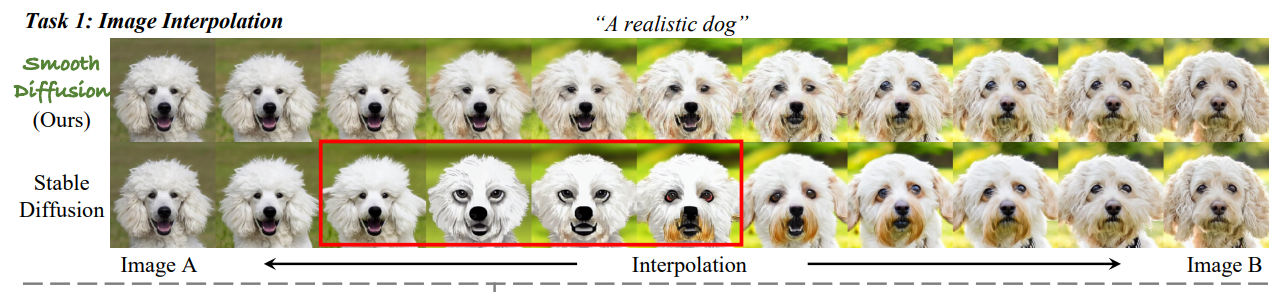 Task 1: Image Interpolation
“A realistic dog”
Smooth
Diffusion
(Ours)
Stable
Diffusion
Image A
Interpolation
Image B